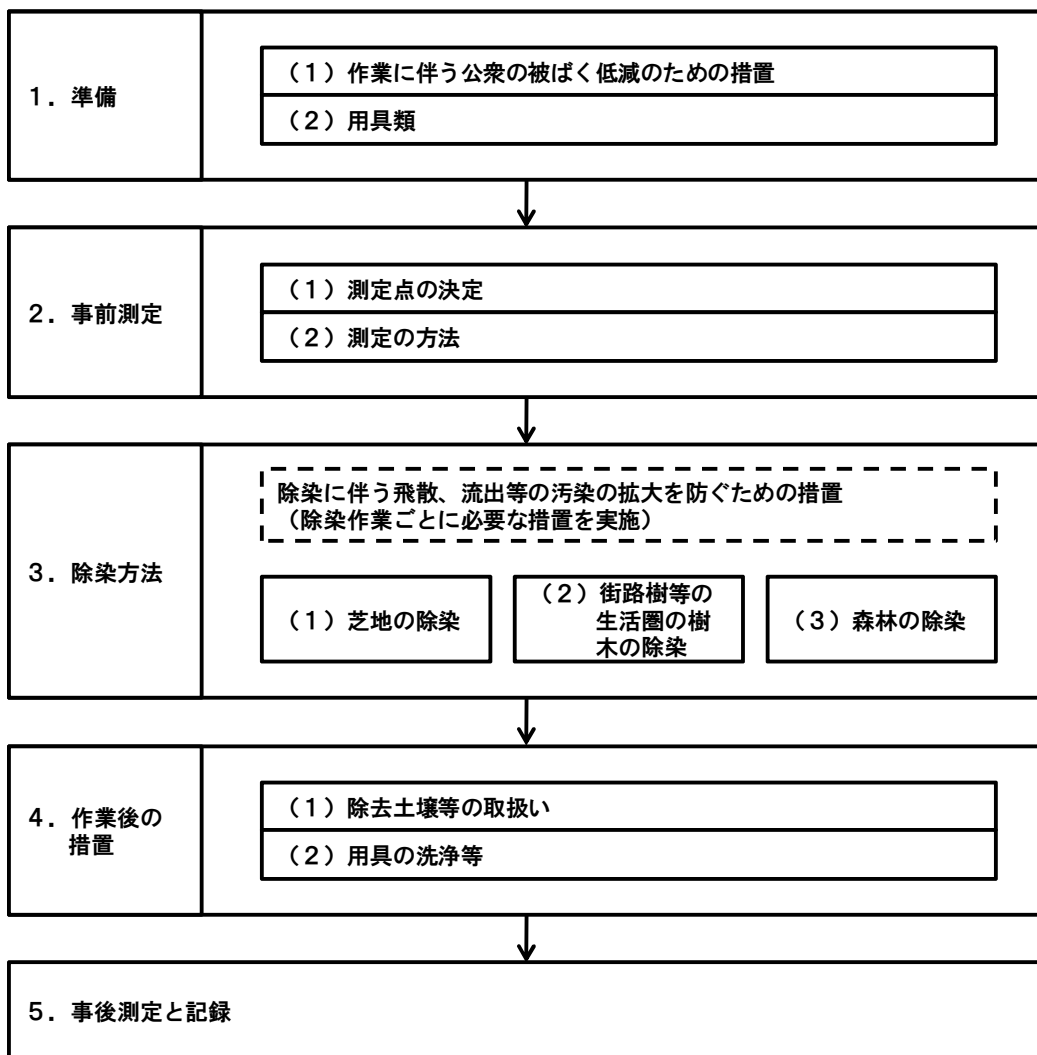 1．準備
（1）作業に伴う公衆の被ばく低減のための措置
（2）用具類
2．事前測定
（1）測定点の決定
（2）測定の方法
3．除染方法
除染に伴う飛散、流出等の汚染の拡大を防ぐための措置
（除染作業ごとに必要な措置を実施）
（1）芝地の除染
（2）街路樹等の
生活圏の樹
木の除染
（3）森林の除染
4．作業後の
措置
（1）除去土壌等の取扱い
（2）用具の洗浄等
5．事後測定と記録